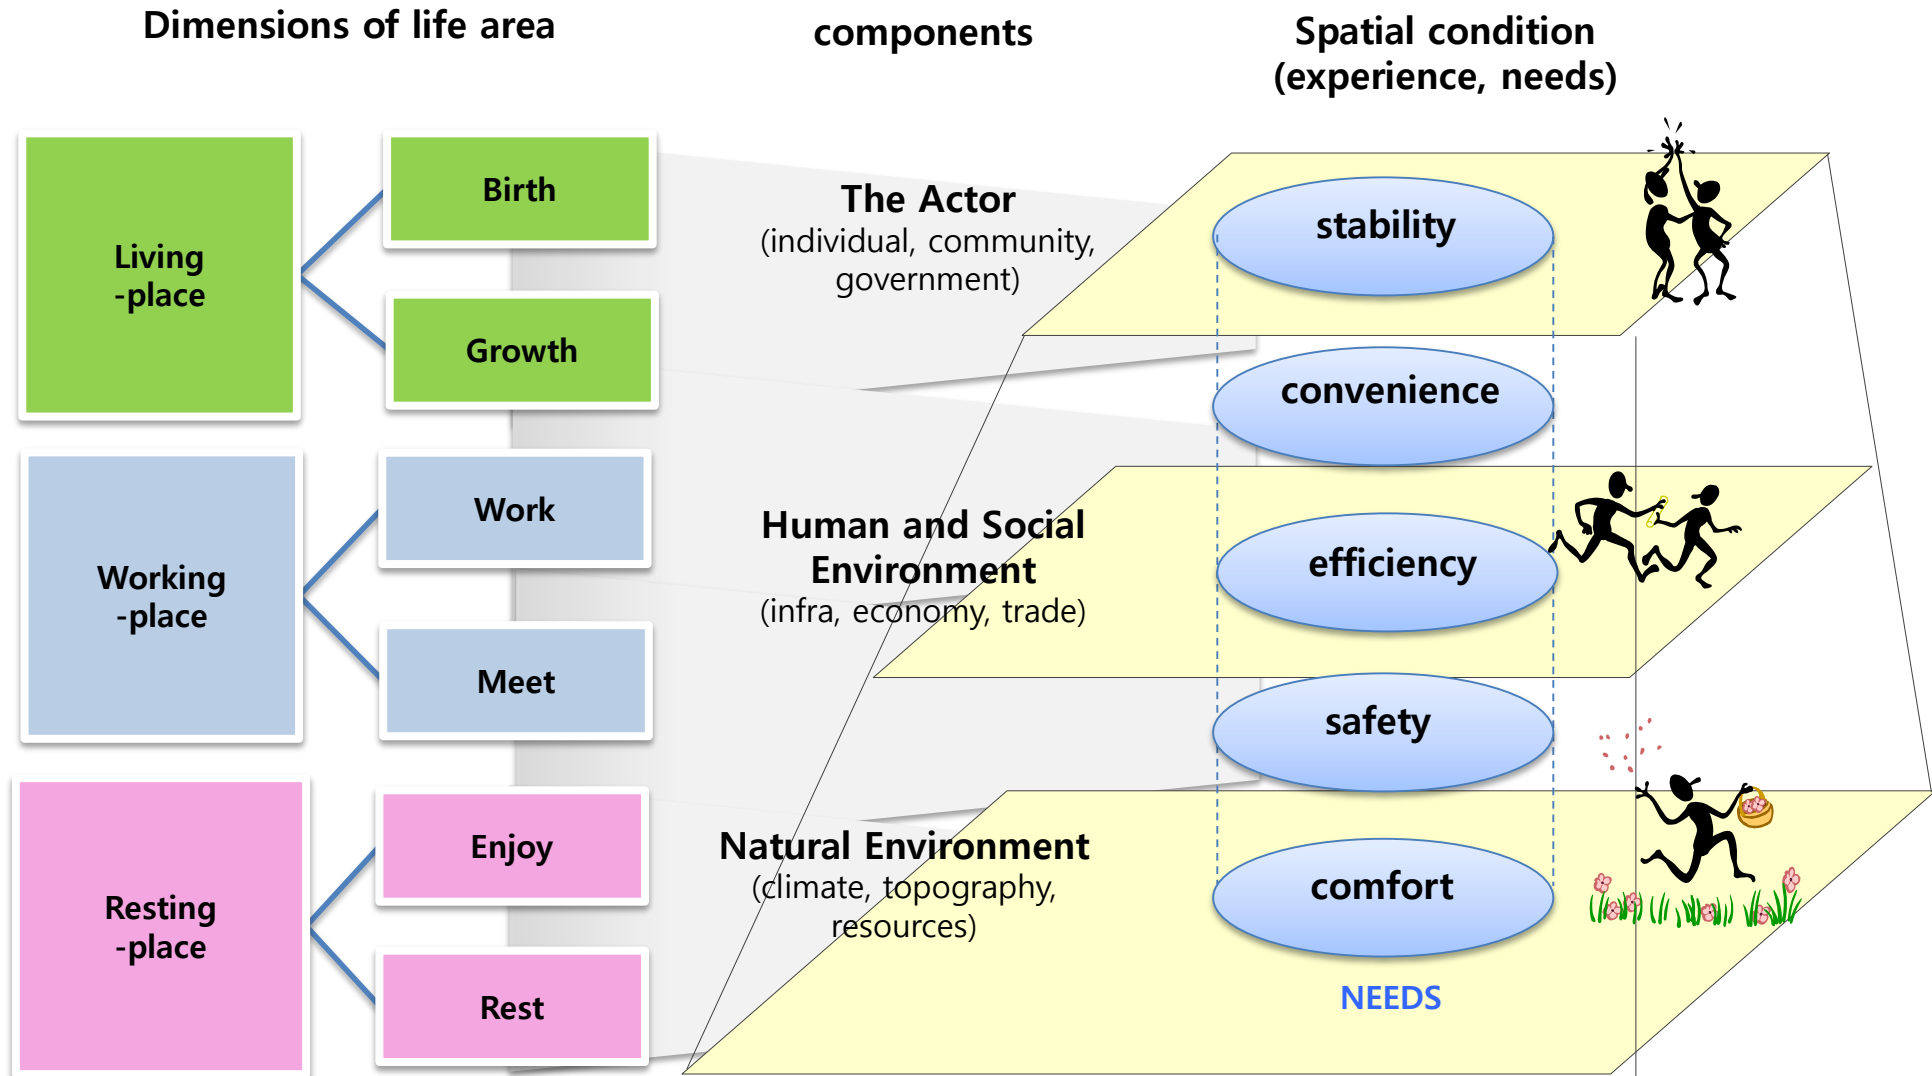 Dimensions of life area
components
Spatial condition
(experience, needs)
Living
-place
Birth
Growth
Working
-place
Work
Meet
Resting
-place
Enjoy
Rest
The Actor
(individual, community,
government)
Human and Social
Environment
(infra, economy, trade)
Natural Environment
(climate, topography,
resources)
stability
convenience
efficiency
safety
comfort
NEEDS